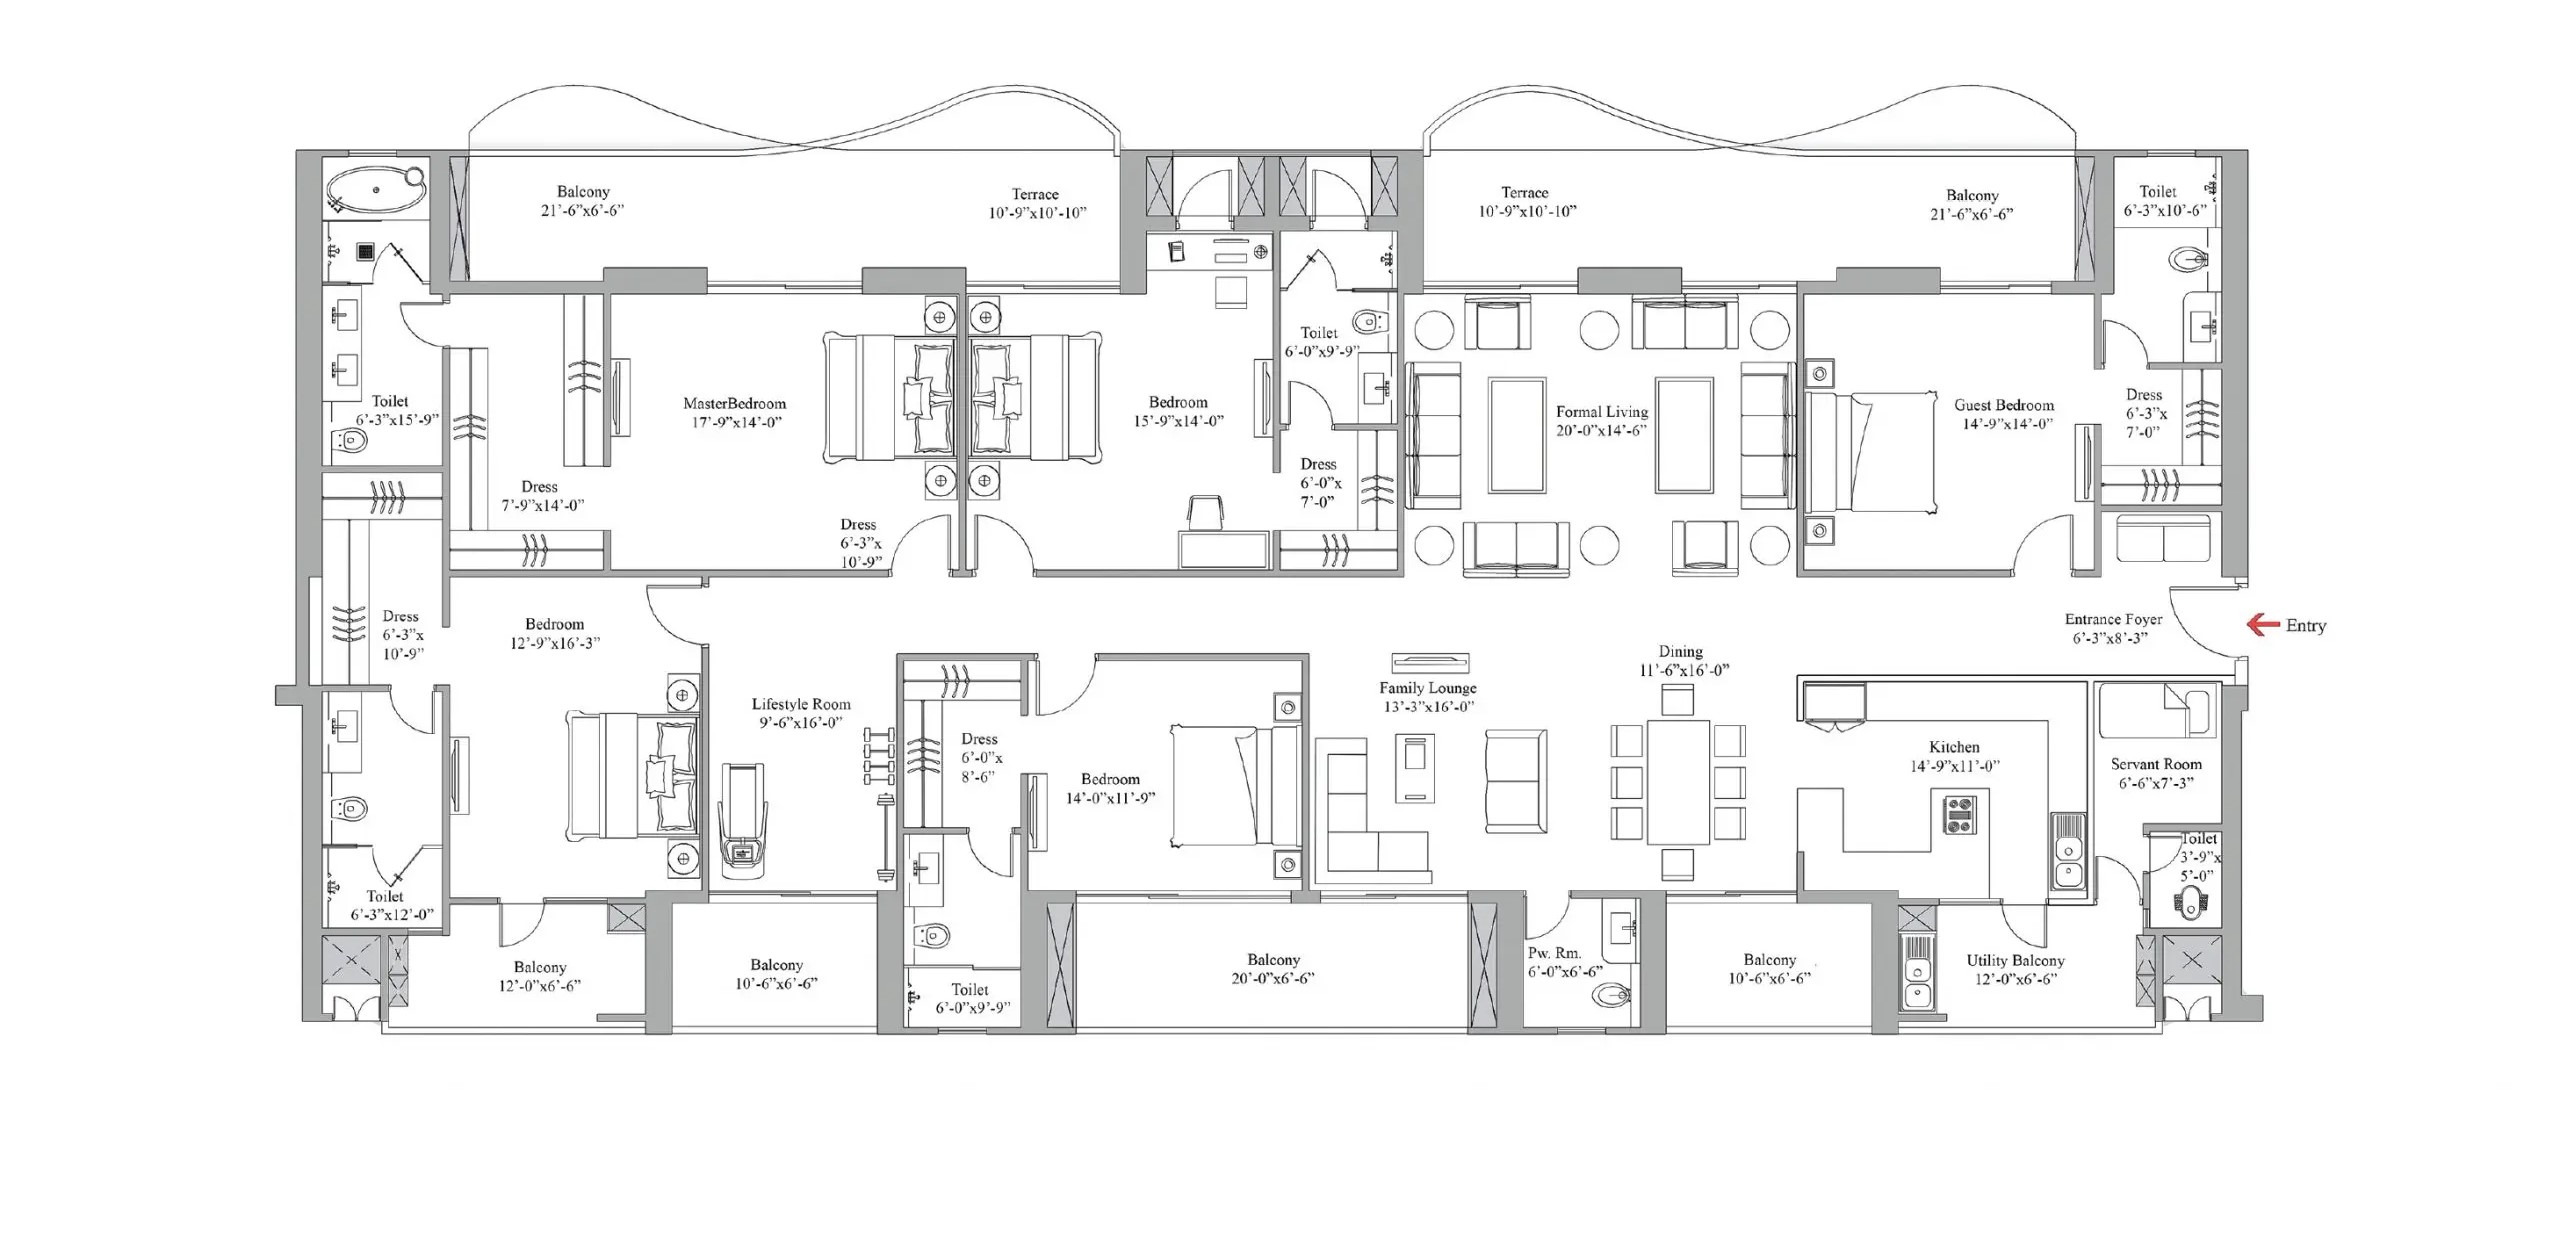 Balcony
21'-6"x6'-6"
Terrace
10'-9"x10'-10"
Terrace
10'-9"x10'-10"
Balcony
21'-6"x6'-6"
Toilet
6'-3"x10'-6"
Toilet
6'-0"x9'-9"
Toilet
6'-3"x15'-9"
MasterBedroom
17'-9"x14'-0"
Bedroom
15'-9"x14'-0"
Formal Living
20'-0"x14'-6"
Guest Bedroom
14'-9"x14'-0"
Dress
6'-3"x
7'-0"
Dress
7'-9"x14'-0"
Dress
6'-0"x
7'-0"
Dress
6'-3"x
10'-9"
Dress
6'-3"x
10'-9"
Bedroom
12'-9"x16'-3"
Entrance Foyer
6'-3"x8'-3"
Entry
Dining
11'-6"x16'-0"
Family Lounge
13'-3"x16'-0"
Lifestyle Room
9'-6"x16'-0"
Dress
6'-0"x
8'-6"
Bedroom
14'-0"x11'-9"
Kitchen
14'-9"x11'-0"
Servant Room
6'-6"x7'-3"
Toilet
3'-9"x
5'-0"
Toilet
6'-3"x12'-0"
Balcony
12'-0"x6'-6"
Balcony
10'-6"x6'-6"
Toilet
6'-0"x9'-9"
Balcony
20'-0"x6'-6"
Pw. Rm.
6'-0"x6'-6"
Balcony
10'-6"x6'-6"
Utility Balcony
12'-0"x6'-6"